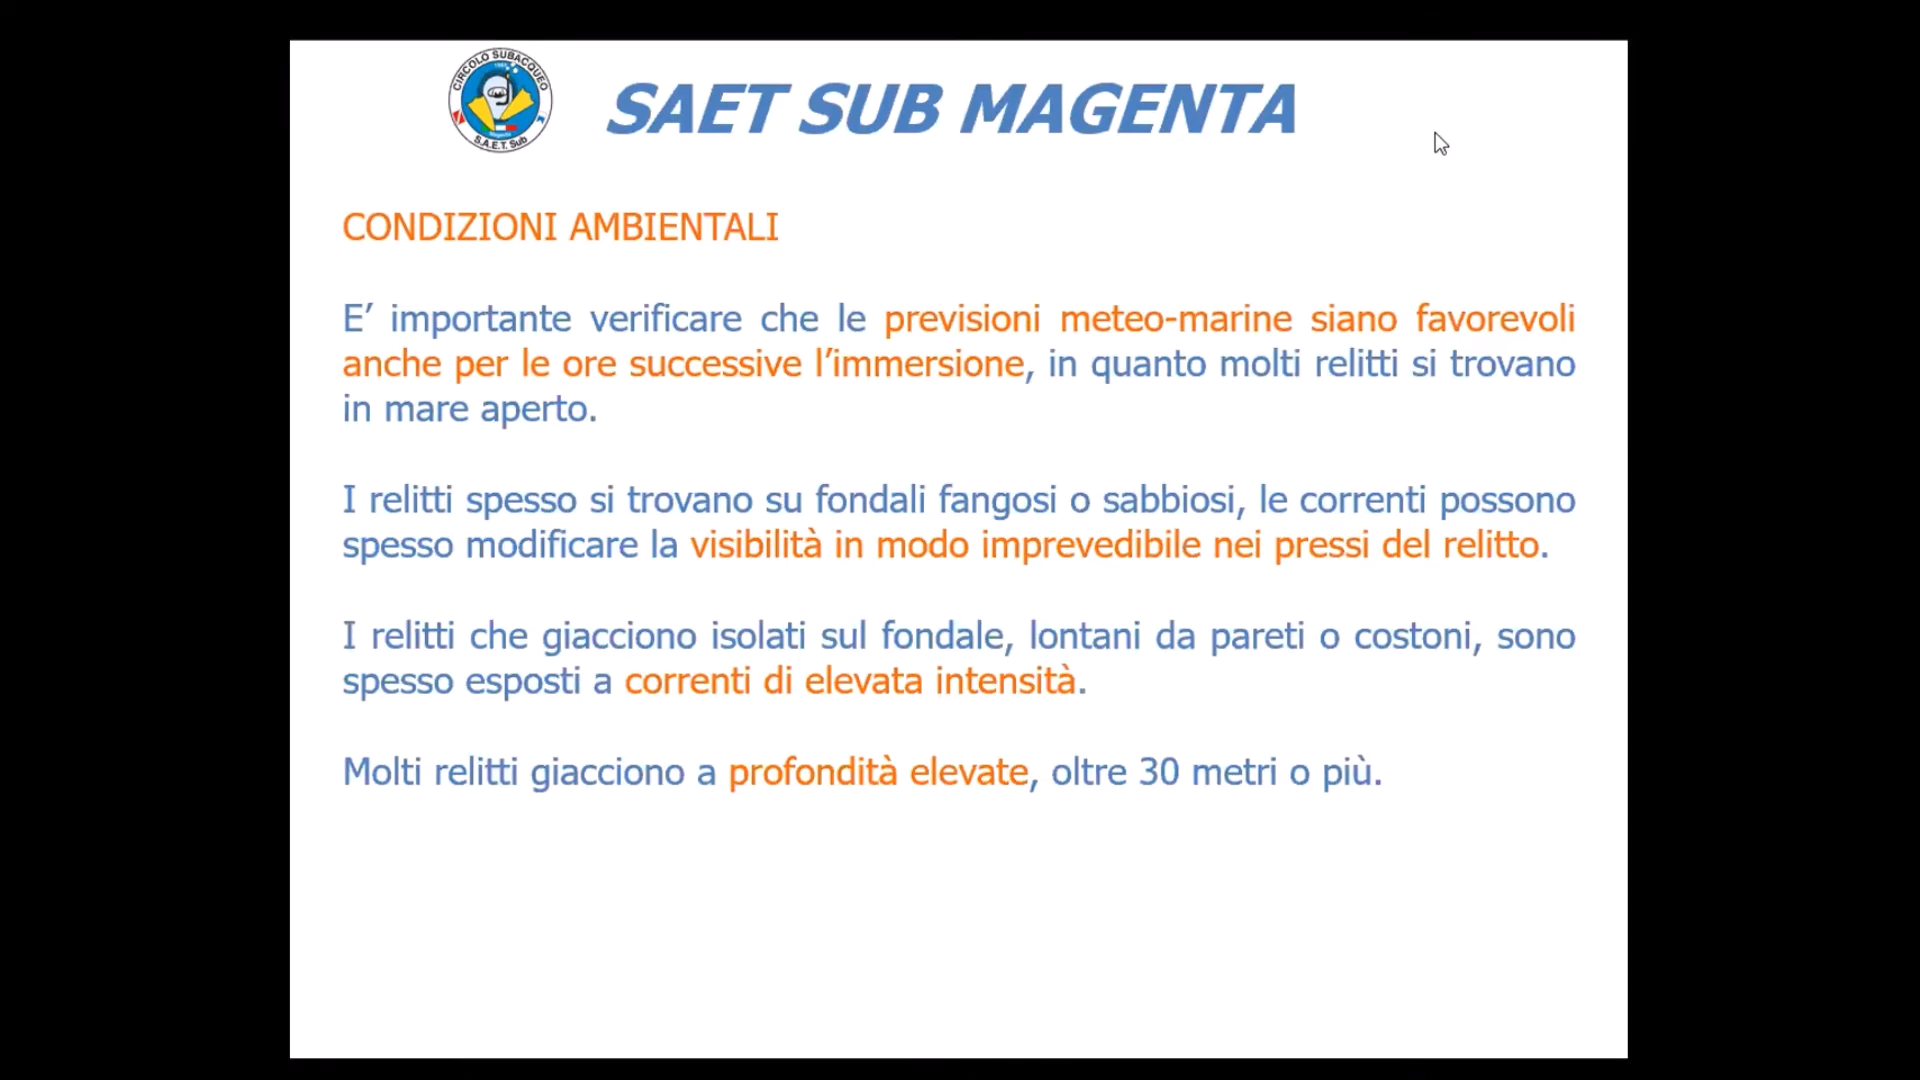 CIRCOLO SUBACQUEO
S.A.E.T. Sub
SAET SUB MAGENTA
CONDIZIONI AMBIENTALI
E’ importante verificare che le previsioni meteo-marine siano favorevoli
anche per le ore successive l’immersione, in quanto molti relitti si trovano
in mare aperto.
I relitti spesso si trovano su fondali fangosi o sabbiosi, le correnti possono
spesso modificare la visibilità in modo imprevedibile nei pressi del relitto.
I relitti che giacciono isolati sul fondale, lontani da pareti o costoni, sono
spesso esposti a correnti di elevata intensità.
Molti relitti giacciono a profondità elevate, oltre 30 metri o più.